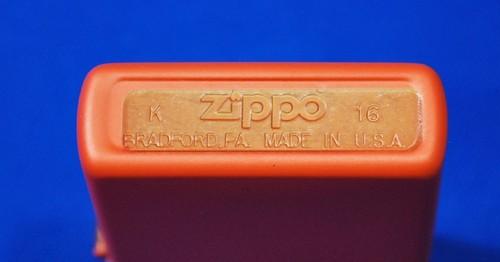 K zippo 16
BRADFORD, PA. MADE IN U.S.A.